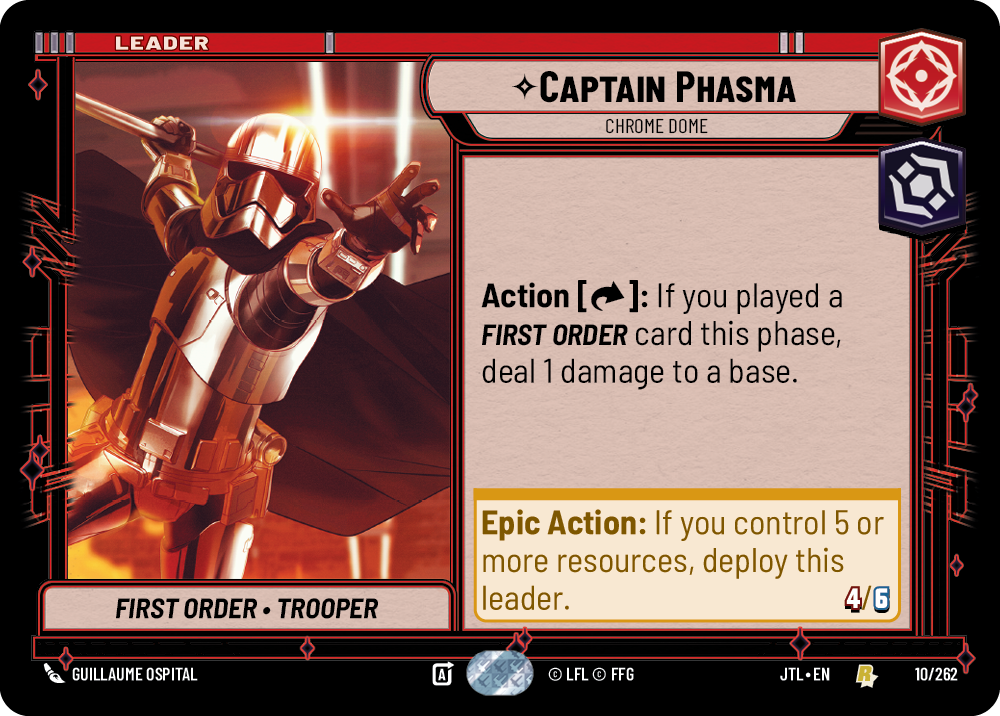 LEADER
CAPTAIN PHASMA
CHROME DOME
Action [ ]: If you played a
FIRST ORDER card this phase,
deal 1 damage to a base.
Epic Action: If you control 5 or
more resources, deploy this
leader.
4/6
FIRST ORDER • TROOPER
GUILLAUME OSPITAL
A
© LFL © FFG
JTL • EN
R
10/262